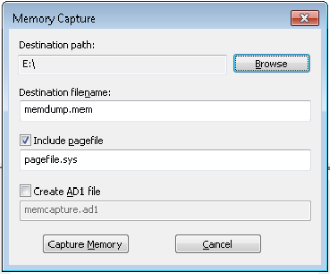 Memory Capture
Destination path:
E:\
Browse
Destination filename:
memdump.mem
Include pagefile
pagefile.sys
Create AD1 file
memcapture.ad1
Capture Memory
Cancel